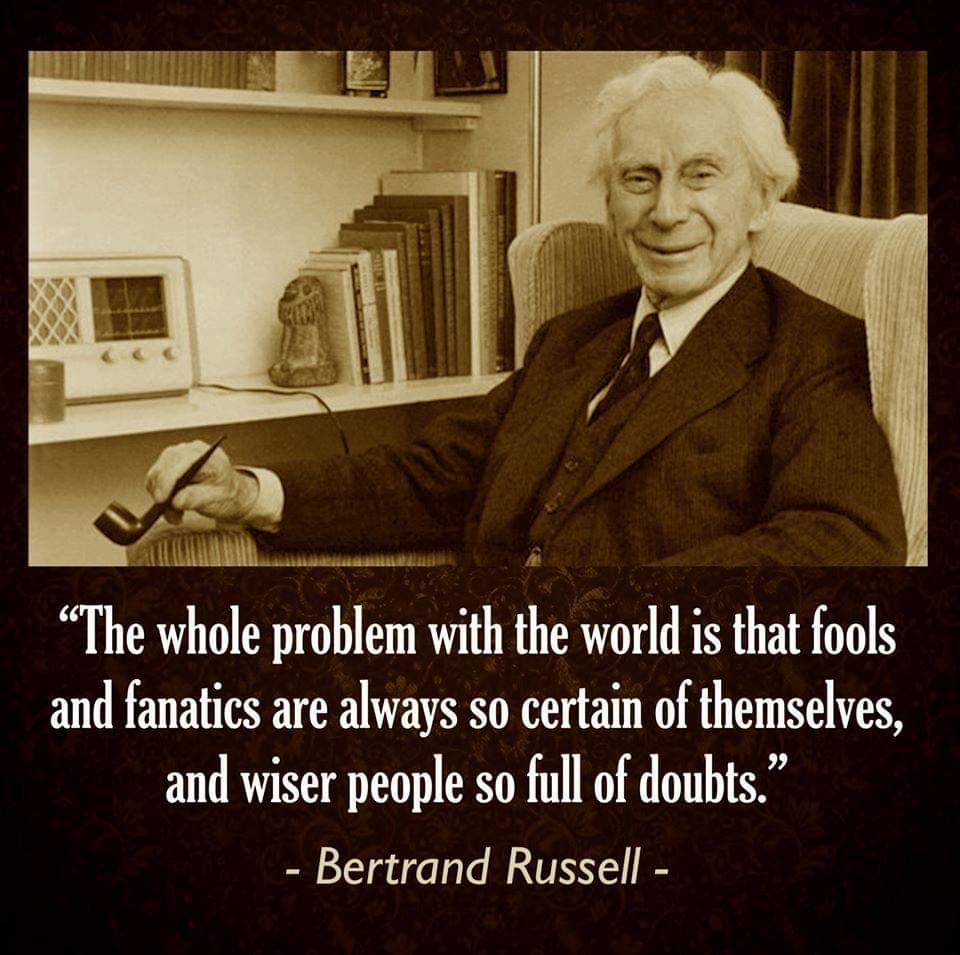 “The whole problem with the world is that fools
and fanatics are always so certain of themselves,
and wiser people so full of doubts.”
- Bertrand Russell -